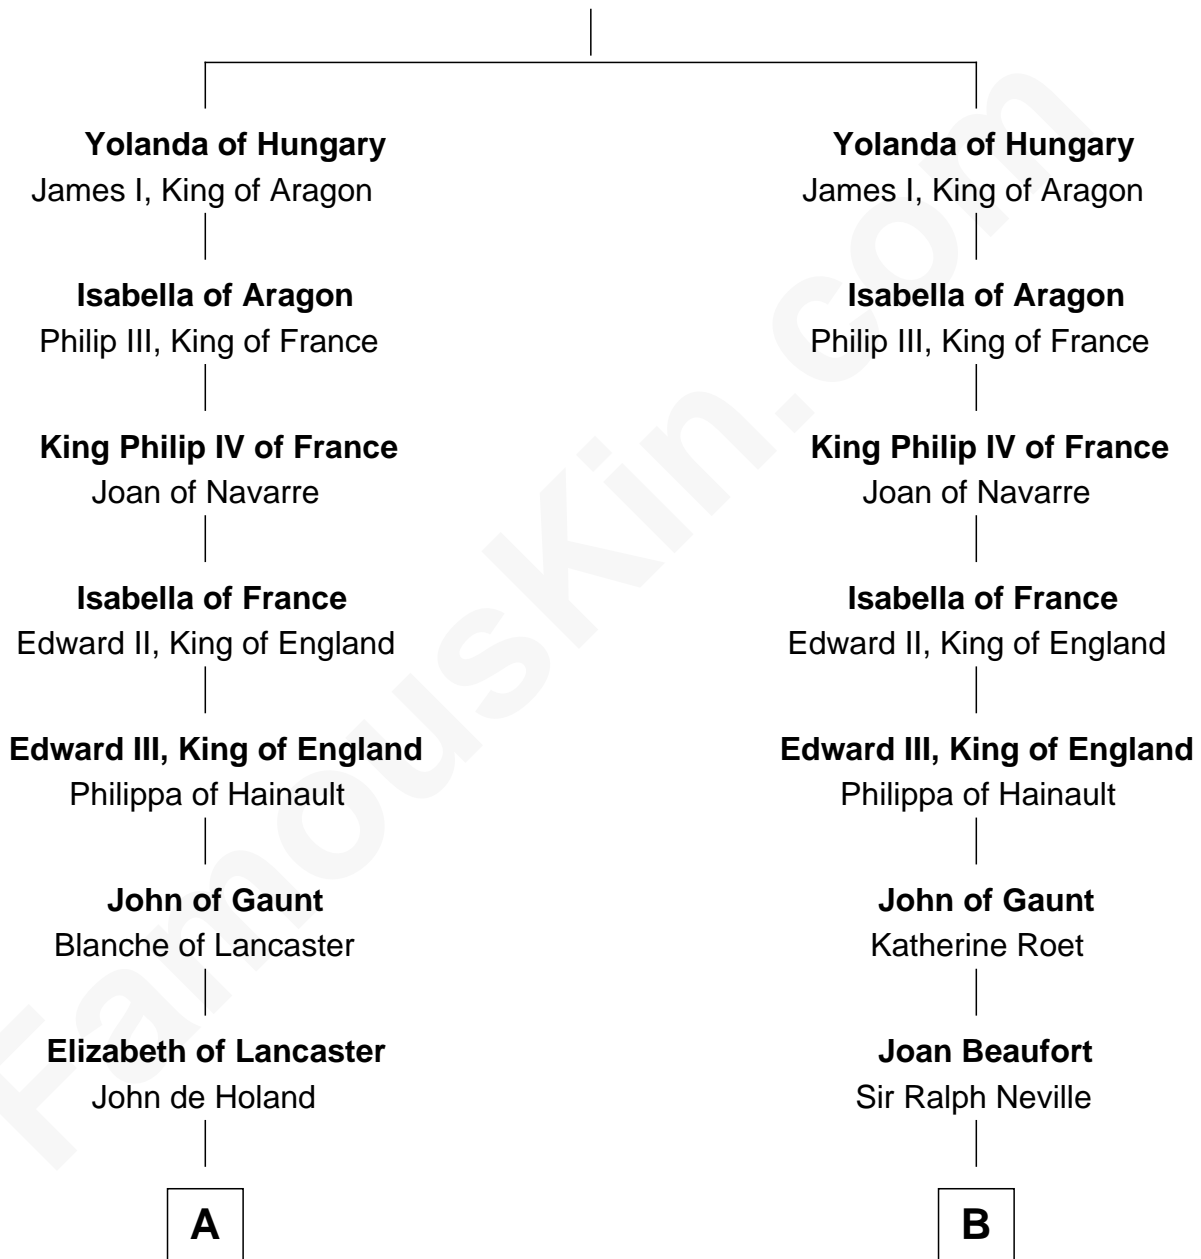 Yolanda of Hungary
James I, King of Aragon
Isabella of Aragon
Philip III, King of France
King Philip IV of France
Joan of Navarre
Isabella of France
Edward II, King of England
Edward III, King of England
Philippa of Hainault
John of Gaunt
Blanche of Lancaster
Elizabeth of Lancaster
John de Holand
A
Yolanda of Hungary
James I, King of Aragon
Isabella of Aragon
Philip III, King of France
King Philip IV of France
Joan of Navarre
Isabella of France
Edward II, King of England
Edward III, King of England
Philippa of Hainault
John of Gaunt
Katherine Roet
Joan Beaufort
Sir Ralph Neville
B
FamousKin.com